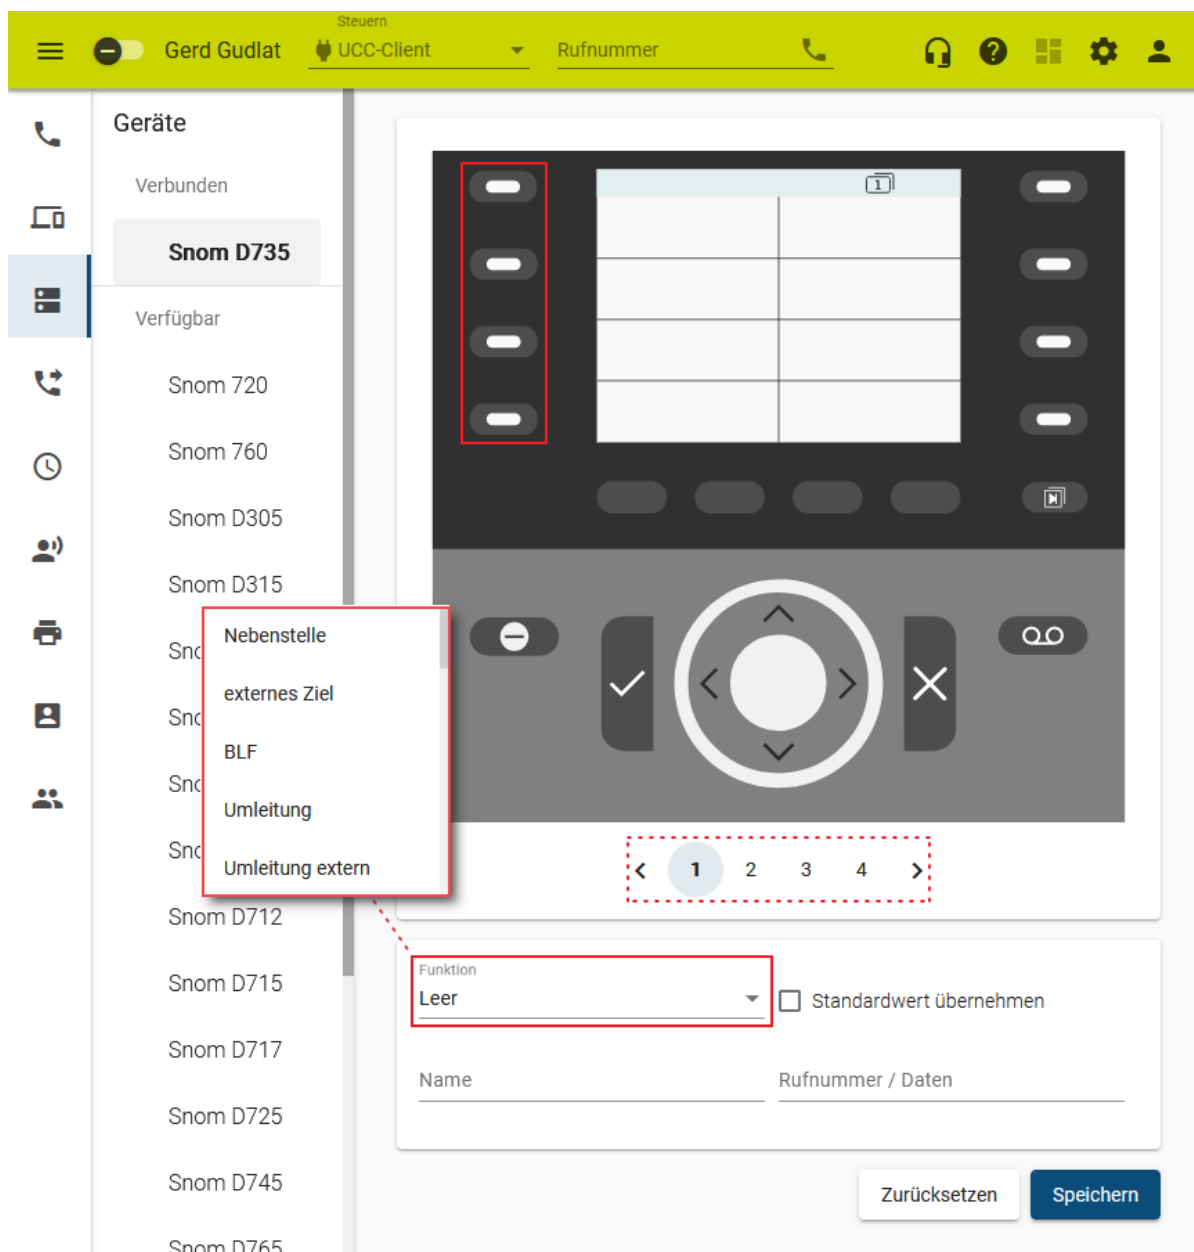 Steuern
Gerd Gudlat
UCC-Client
Rufnummer
Geräte
Verbunden
Snom D735
Verfügbar
Snom 720
Snom 760
Snom D305
Snom D315
Nebenstelle
externes Ziel
BLF
Umleitung
Umleitung extern
Snom D712
Snom D715
Snom D717
Snom D725
Snom D745
Snom D765
1
1 2 3 4
Funktion
Leer
Standardwert übernehmen
Name
Rufnummer / Daten
Zurücksetzen
Speichern